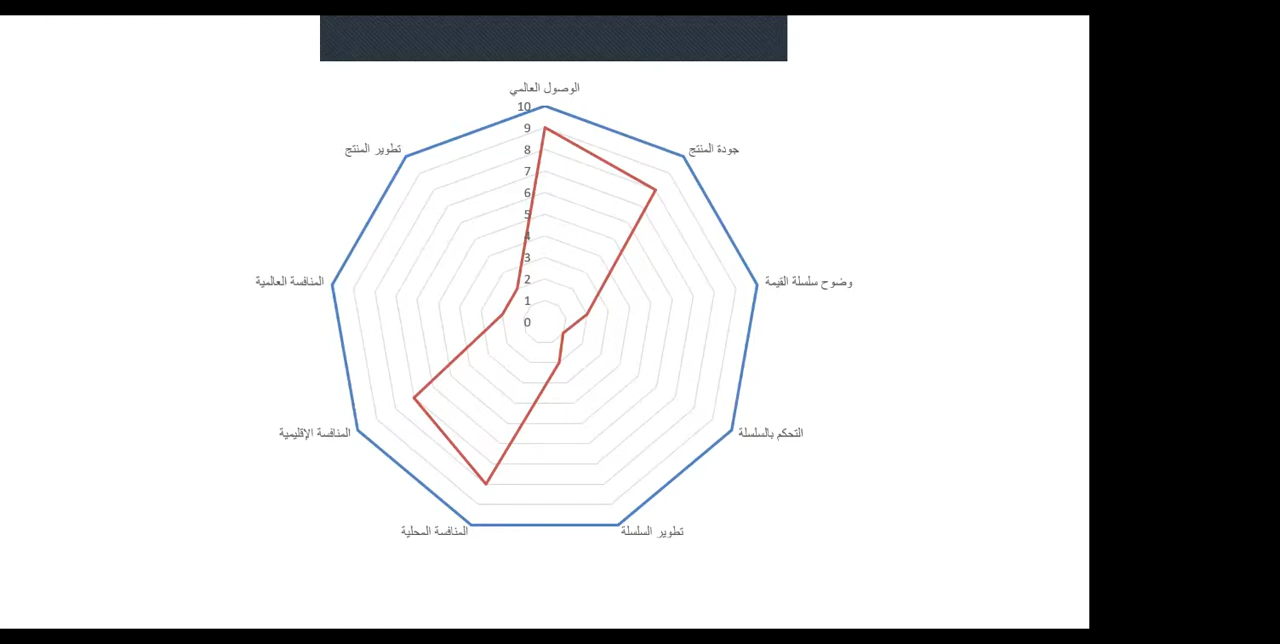 الوصول العالمي
10
تطوير المنتج
9
جودة المنتج
8
7
6
5
4
3
المنافسة العالمية
2
وضوح سلسلة القيمة
1
0
المنافسة الإقليمية
التحكم بالسلسلة
المنافسة المحلية
تطوير السلسلة